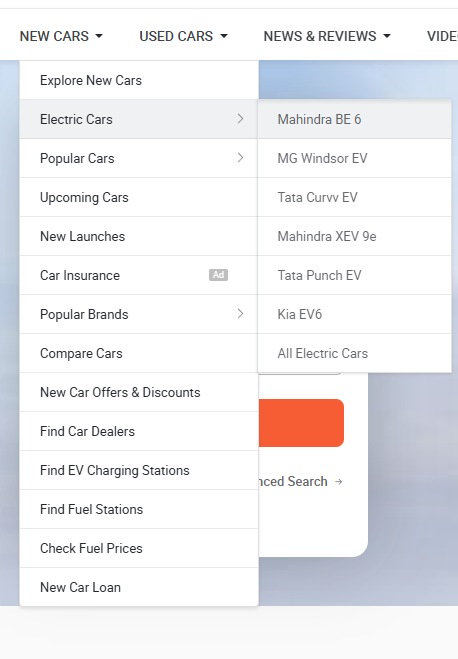 NEW CARS
USED CARS
NEWS & REVIEWS
Explore New Cars
Electric Cars
Popular Cars
Upcoming Cars
New Launches
Car Insurance Ad
Popular Brands
Compare Cars
New Car Offers & Discounts
Find Car Dealers
Find EV Charging Stations
Find Fuel Stations
Check Fuel Prices
New Car Loan
Mahindra BE 6
MG Windsor EV
Tata Curvv EV
Mahindra XEV 9e
Tata Punch EV
Kia EV6
All Electric Cars
Search